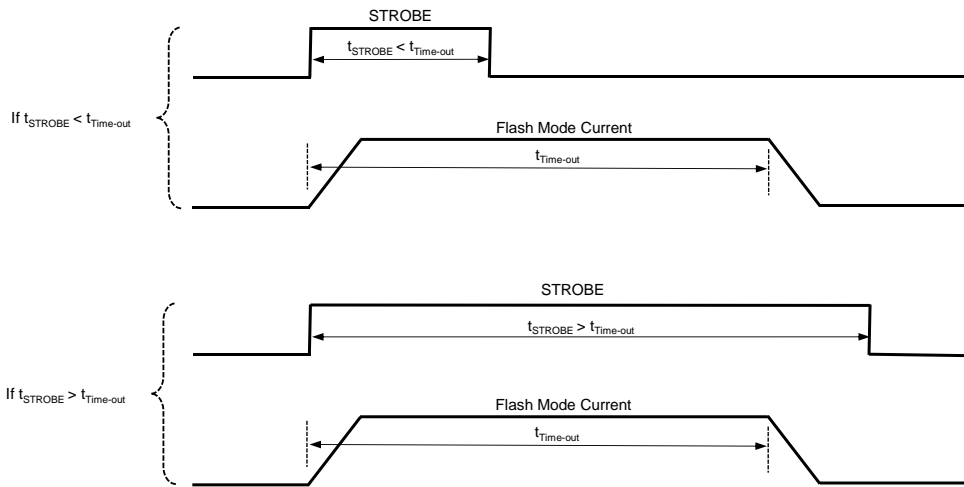 STROBE
tSTROBE < tTime-out
If tSTROBE < tTime-out
Flash Mode Current
tTime-out
STROBE
tSTROBE > tTime-out
If tSTROBE > tTime-out
Flash Mode Current
tTime-out